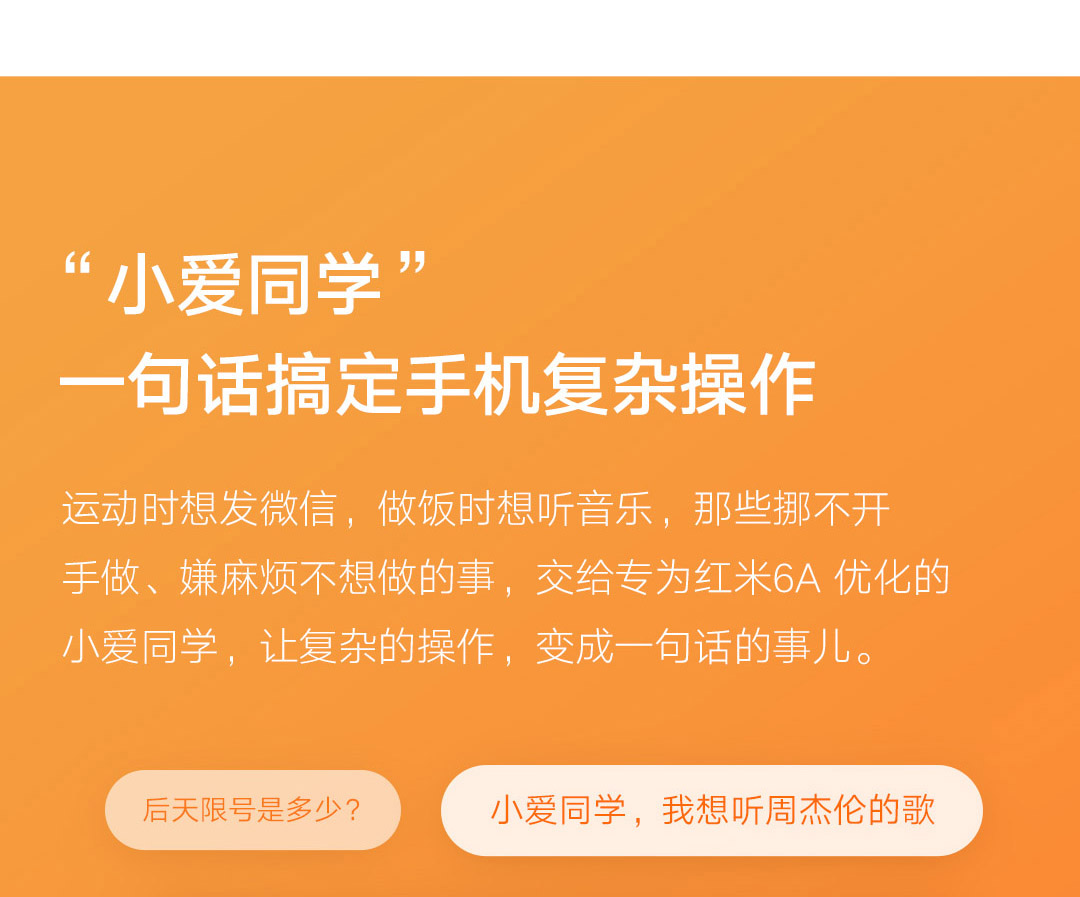 “小爱同学”
一句话搞定手机复杂操作
运动时想发微信，做饭时想听音乐，那些挪不开
手做、嫌麻烦不想做的事，交给专为红米6A 优化的
小爱同学，让复杂的操作，变成一句话的事儿。
后天限号是多少？
小爱同学，我想听周杰伦的歌